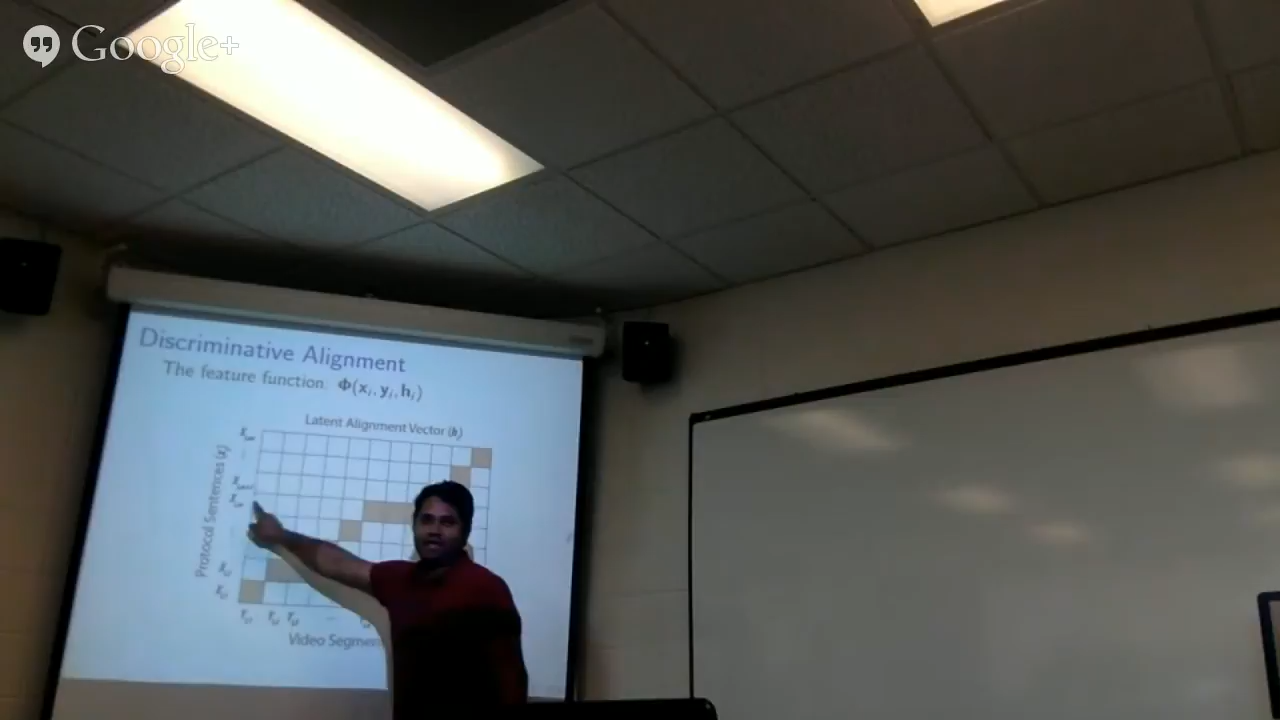 Google+
Discriminative Alignment
The feature function. Φ(xᵢ, yᵢ, hᵢ)
Latent Alignment Vector (h)
Protocol Sentences (x)
Video Segmen